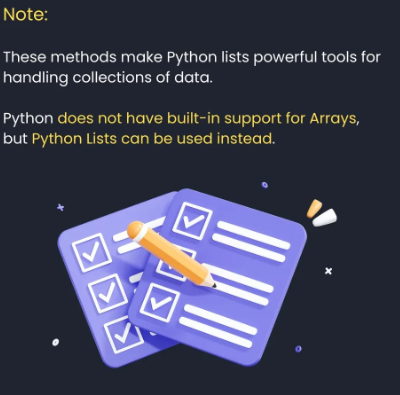 Note:
These methods make Python lists powerful tools for
handling collections of data.
Python does not have built-in support for Arrays,
but Python Lists can be used instead.